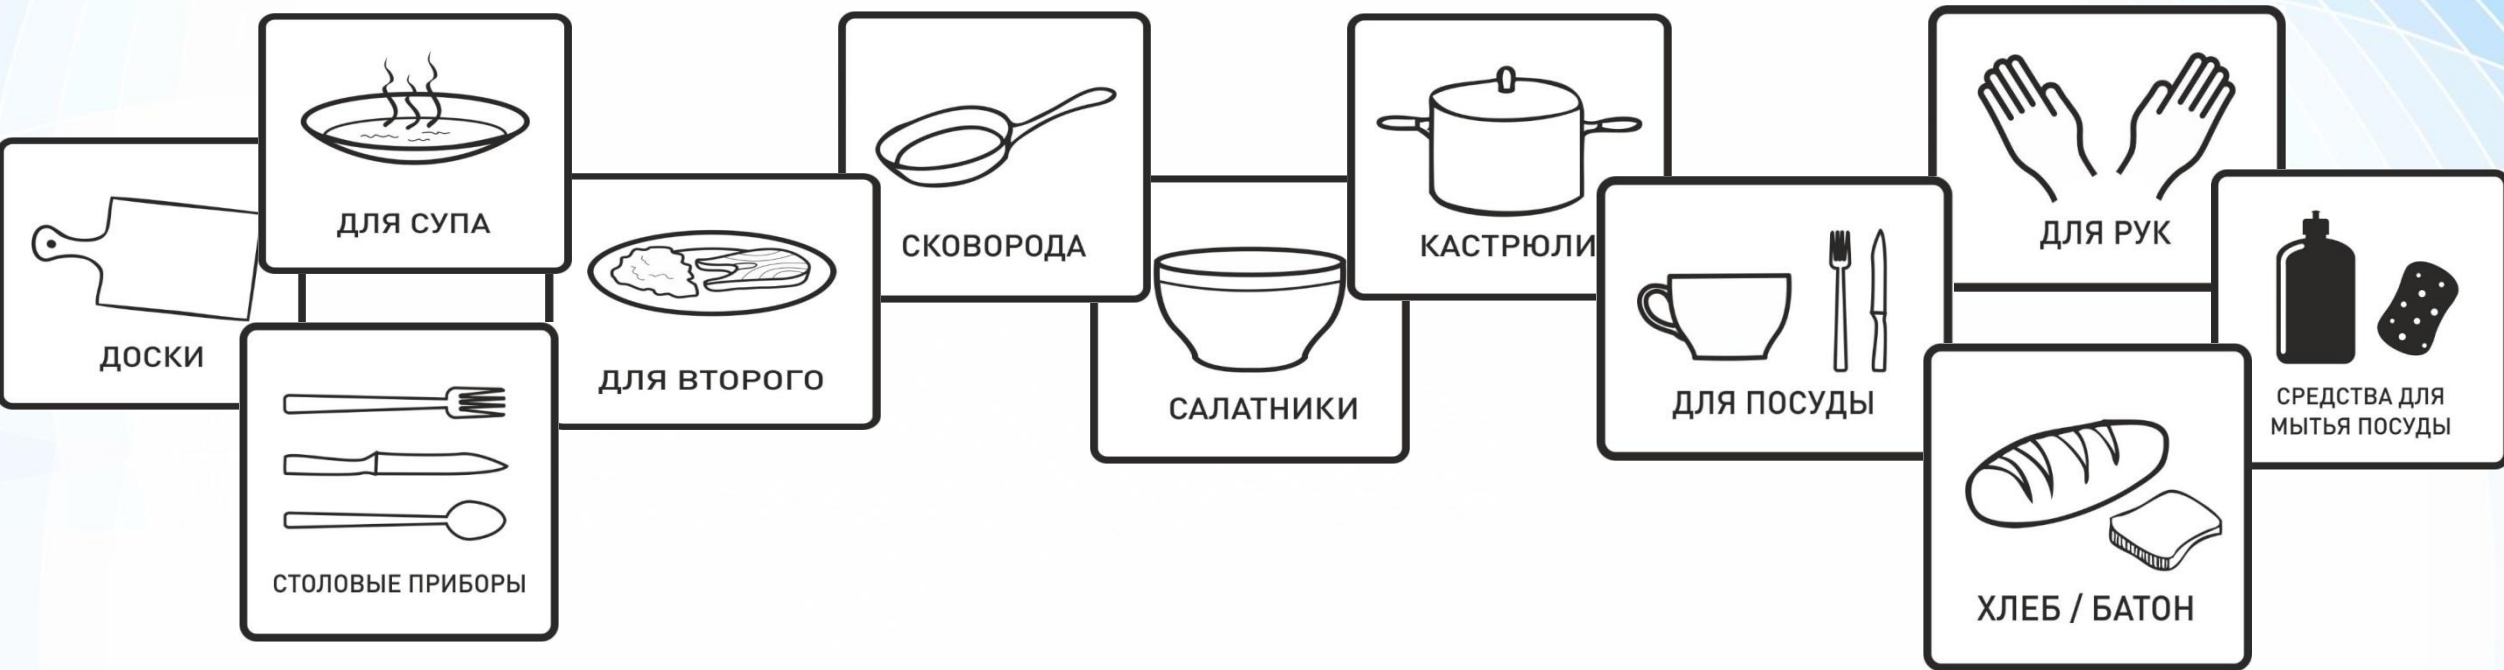 ДОСКИ
ДЛЯ СУПА
СТОЛОВЫЕ ПРИБОРЫ
ДЛЯ ВТОРОГО
СКОВОРОДА
САЛАТНИКИ
КАСТРЮЛИ
ДЛЯ ПОСУДЫ
ДЛЯ РУК
ХЛЕБ / БАТОН
СРЕДСТВА ДЛЯ
МЫТЬЯ ПОСУДЫ